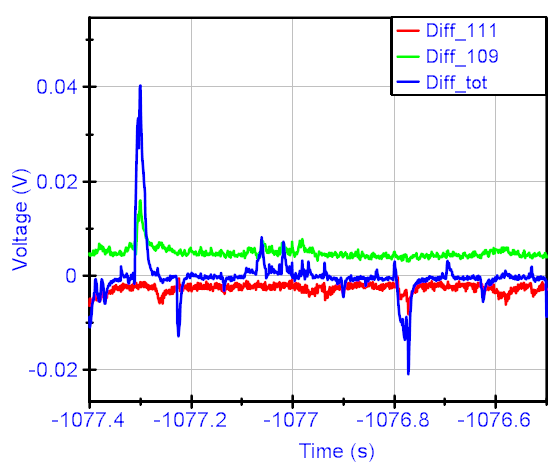 Diff_111
Diff_109
Diff_tot
0.04
0.02
0
-0.02
Voltage (V)
-1077.4 -1077.2 -1077 -1076.8 -1076.6
Time (s)